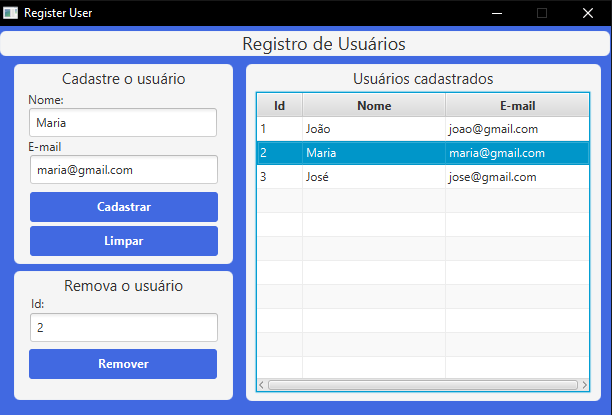 Register User
Registro de Usuários
Cadastre o usuário
Nome:
Maria
E-mail
maria@gmail.com
Cadastrar
Limpar
Remova o usuário
Id:
2
Remover
Usuários cadastrados
Id Nome E-mail
1 João joao@gmail.com
2 Maria maria@gmail.com
3 José jose@gmail.com